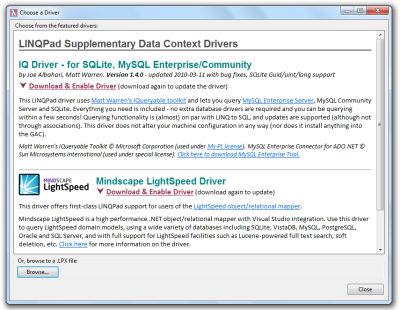 Choose a Driver
Choose from the featured drivers:
LINQPad Supplementary Data Context Drivers
IQ Driver - for SQLite, MySQL Enterprise/Community
by Joe Albahari, Matt Warren. Version 1.4.0 - updated 2010-03-11 with bug fixes, SQLite Guid/uint/long support
Download & Enable Driver (download again to update the driver)
This LINQPad driver uses Matt Warren's IQueryable toolkit and lets you query MySQL Enterprise Server, MySQL Community
Server and SQLite. Everything you need is included - no extra database drivers are required and you can be querying
within a few seconds! Querying functionality is (almost) on par with LINQ to SQL, and updates are supported (although not
through associations). This driver does not alter your machine configuration in any way (nor does it install anything into
the GAC).
Matt Warren's IQueryable Toolkit © Microsoft Corporation (used under Ms-PL license). MySQL Enterprise Connector for ADO.NET ©
Sun Microsystems International (used under special license). Click here to download MySQL Enterprise Trial.
MINDSCAPE
LIGHTSPEED
Mindscape LightSpeed Driver
Download & Enable Driver (download again to update)
This driver offers first-class LINQPad support for users of the LightSpeed object/relational mapper.
Mindscape LightSpeed is a high performance .NET object/relational mapper with Visual Studio integration. Use this driver
to query LightSpeed domain models, using a wide variety of databases including SQLite, VistaDB, MySQL, PostgreSQL,
Oracle and SQL Server, and with full support for LightSpeed facilities such as Lucene-powered full text search, soft
deletion, etc. Click here for more information on the driver.
Or, browse to a .LPX file:
Browse...
Close